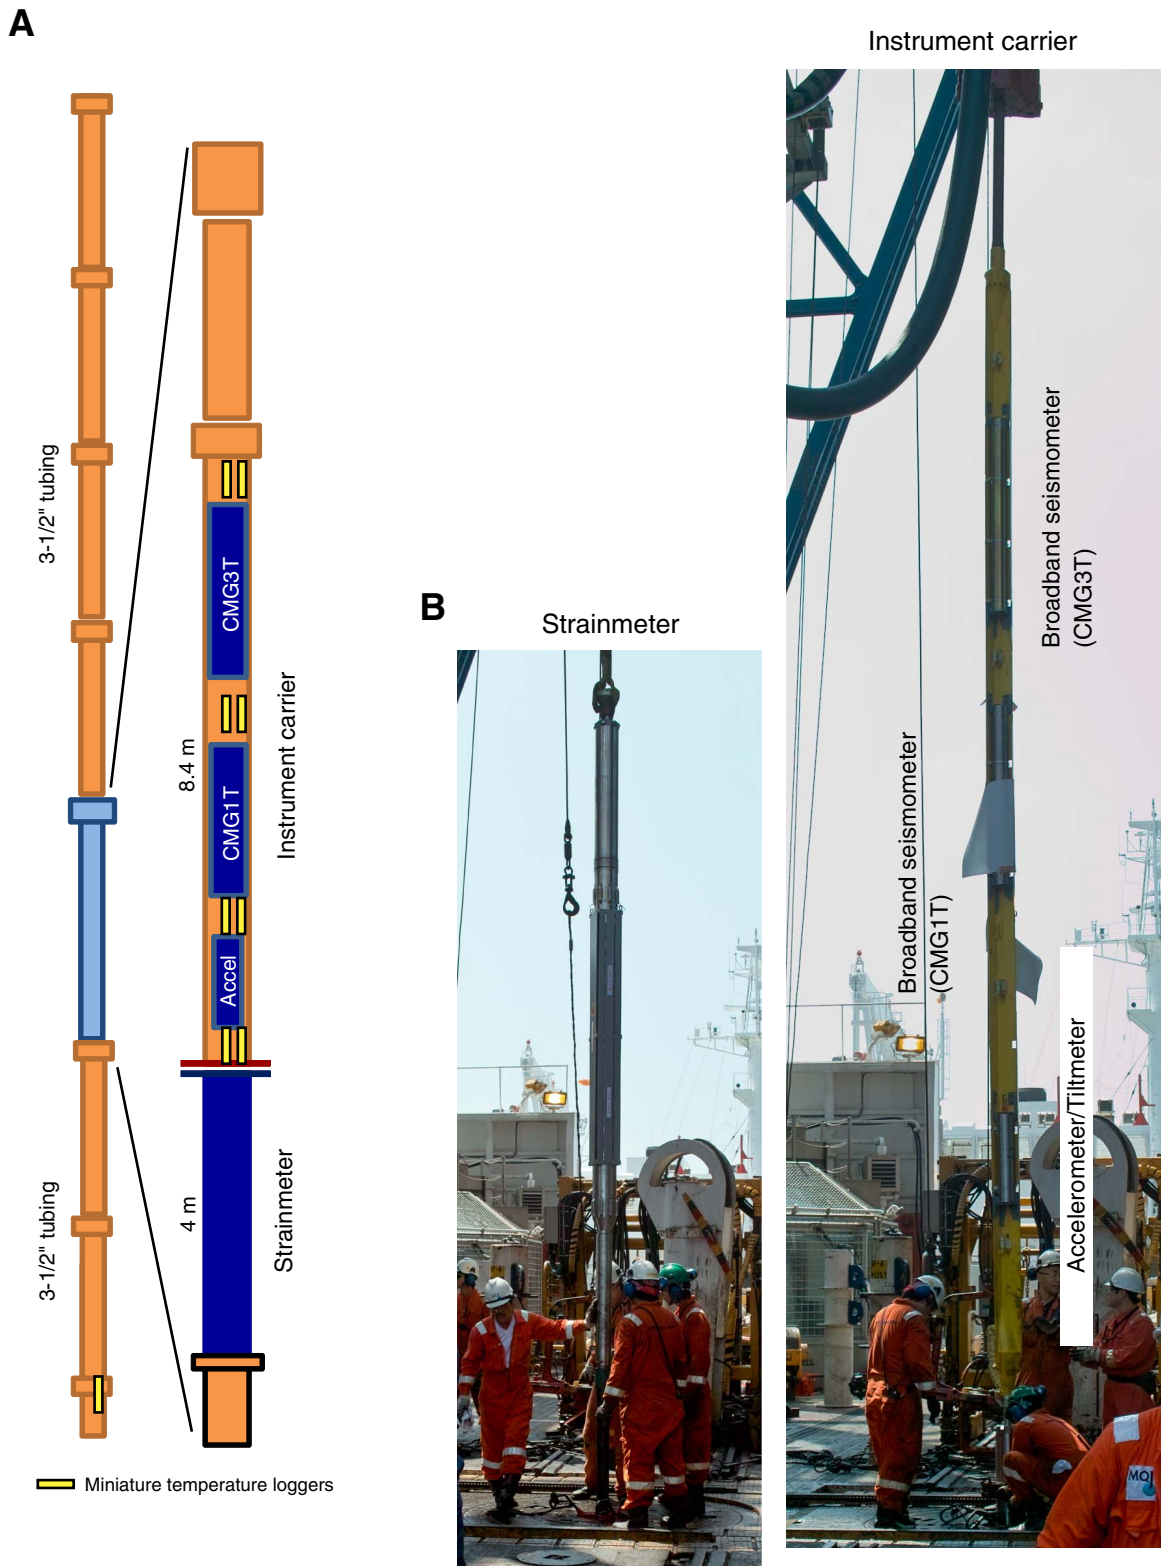 A
Instrument carrier
3-1/2" tubing
CMG3T
8.4 m
Instrument carrier
CMG1T
Accel
3-1/2" tubing
4 m
Strainmeter
Miniature temperature loggers
B
Strainmeter
Broadband seismometer
(CMG3T)
Broadband seismometer
(CMG1T)
Accelerometer/Tiltmeter
MQJ